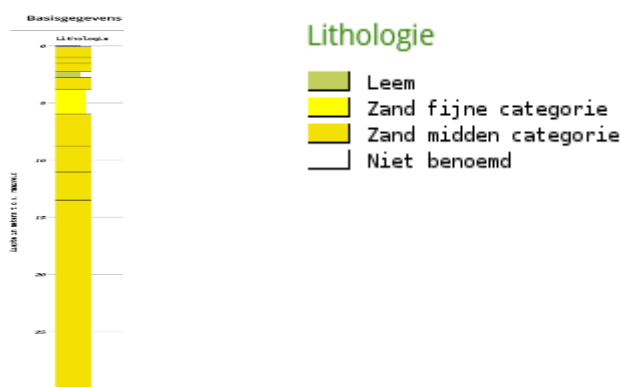 Basisgegevens
Lithologie
0
5
10
15
20
25
Lithologie
Leem
Zand fijne categorie
Zand midden categorie
Niet benoemd